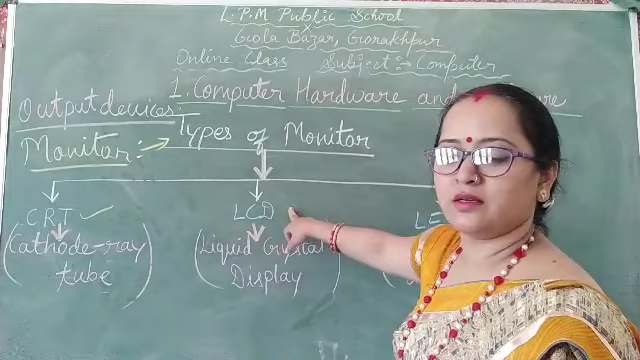 L.P.M Public School
Gola Bazar, Gorakhpur
Online Class Subject:- Computer
1. Computer Hardware and
Output devices:-
Types of Monitor
Monitor:-
CRT ✓ LCD LE
(Cathode-ray (Liquid Crystal
tube) Display)